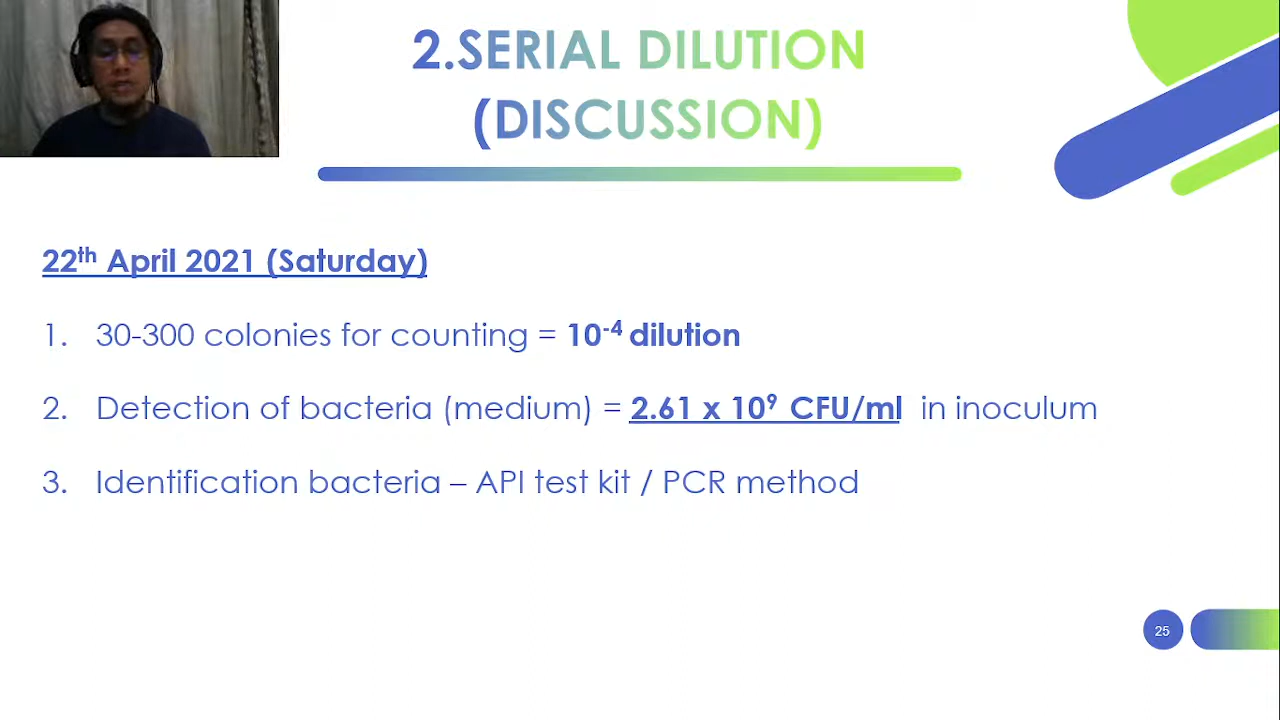 2.SERIAL DILUTION
(DISCUSSION)
22th April 2021 (Saturday)
1. 30-300 colonies for counting = 10-4 dilution
2. Detection of bacteria (medium) = 2.61 x 10⁹ CFU/ml in inoculum
3. Identification bacteria – API test kit / PCR method
25